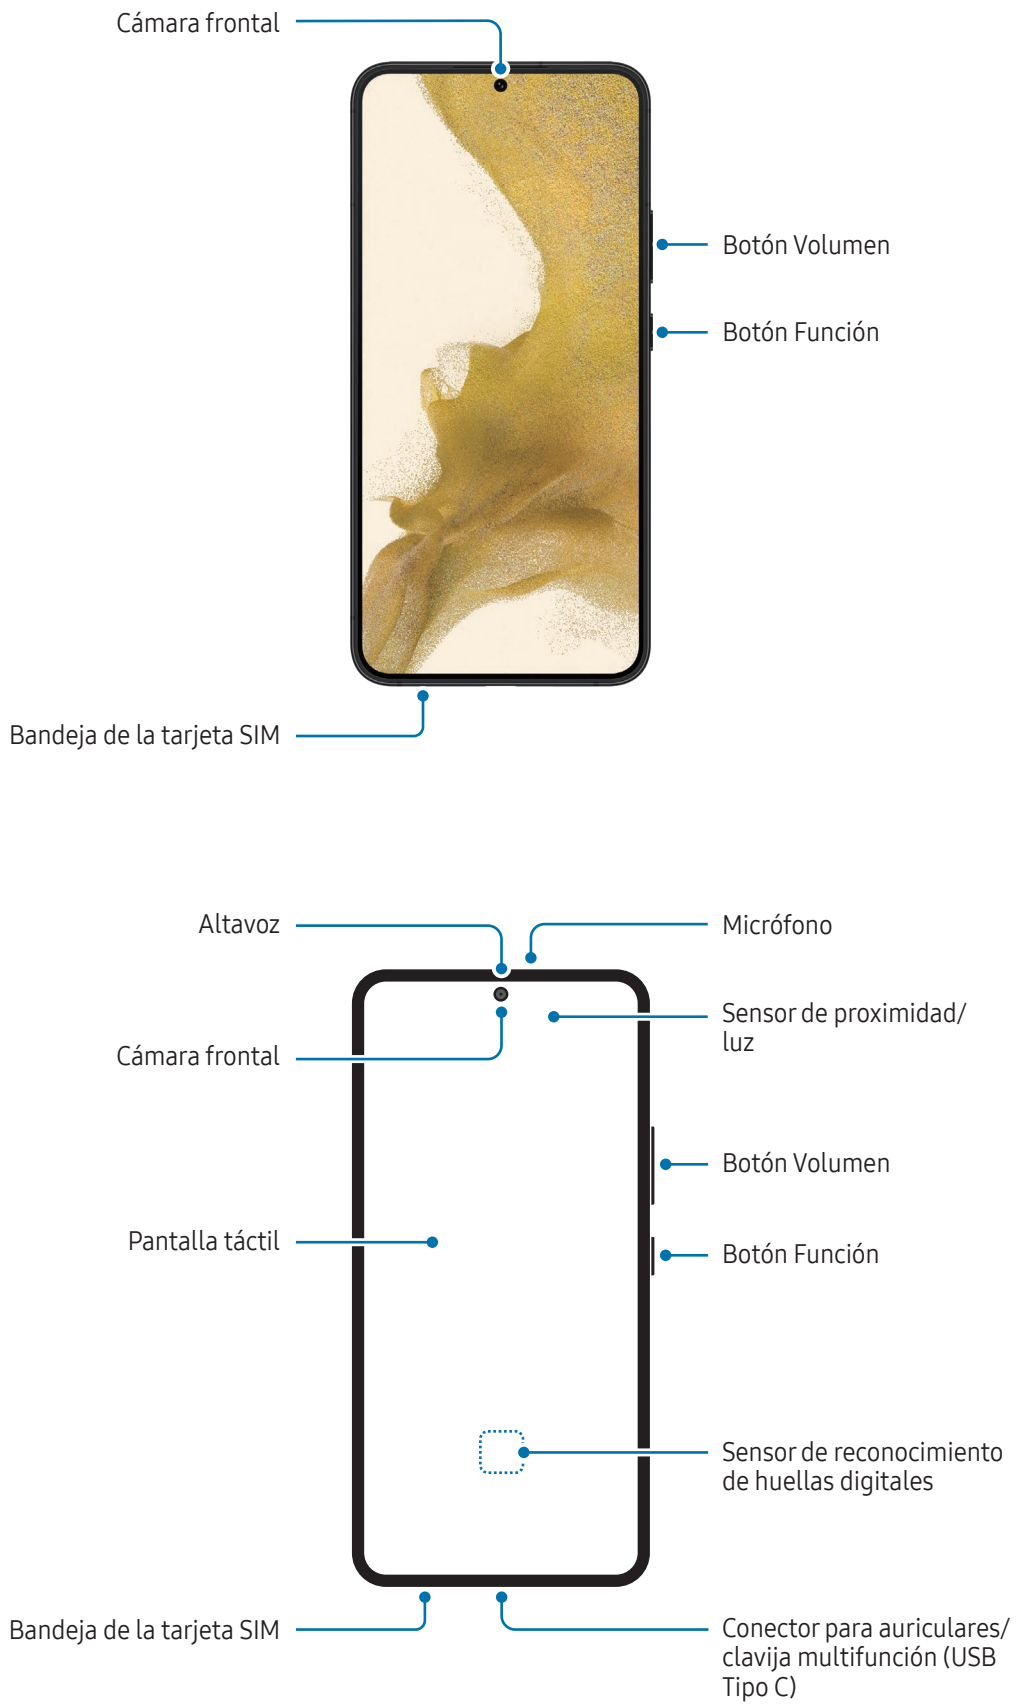 Cámara frontal
Botón Volumen
Botón Función
Bandeja de la tarjeta SIM
Altavoz
Micrófono
Sensor de proximidad/
luz
Cámara frontal
Botón Volumen
Pantalla táctil
Botón Función
Sensor de reconocimiento
de huellas digitales
Bandeja de la tarjeta SIM
Conector para auriculares/
clavija multifunción (USB
Tipo C)